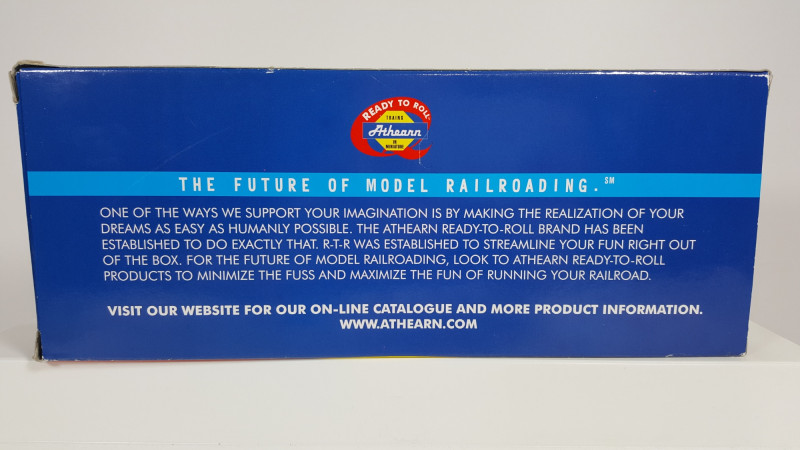 READY TO ROLL
TRAINS
Athearn
IN
MINIATURE
THE FUTURE OF MODEL RAILROADING.℠
ONE OF THE WAYS WE SUPPORT YOUR IMAGINATION IS BY MAKING THE REALIZATION OF YOUR
DREAMS AS EASY AS HUMANLY POSSIBLE. THE ATHEARN READY-TO-ROLL BRAND HAS BEEN
ESTABLISHED TO DO EXACTLY THAT. R-T-R WAS ESTABLISHED TO STREAMLINE YOUR FUN RIGHT OUT
OF THE BOX. FOR THE FUTURE OF MODEL RAILROADING, LOOK TO ATHEARN READY-TO-ROLL
PRODUCTS TO MINIMIZE THE FUSS AND MAXIMIZE THE FUN OF RUNNING YOUR RAILROAD.
VISIT OUR WEBSITE FOR OUR ON-LINE CATALOGUE AND MORE PRODUCT INFORMATION.
WWW.ATHEARN.COM